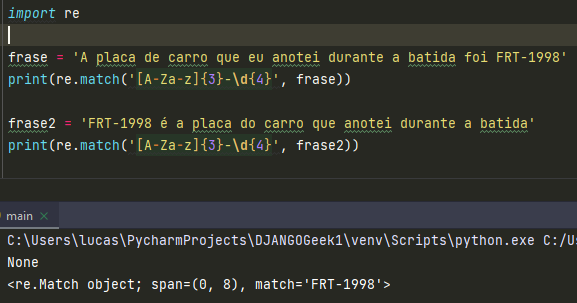 import re
frase = 'A placa de carro que eu anotei durante a batida foi FRT-1998'
print(re.match('[A-Za-z]{3}-\d{4}', frase))
frase2 = 'FRT-1998 é a placa do carro que anotei durante a batida'
print(re.match('[A-Za-z]{3}-\d{4}', frase2))
main ×
C:\Users\lucas\PycharmProjects\DJANGOGeek1\venv\Scripts\python.exe C:/Us
None
<re.Match object; span=(0, 8), match='FRT-1998'>